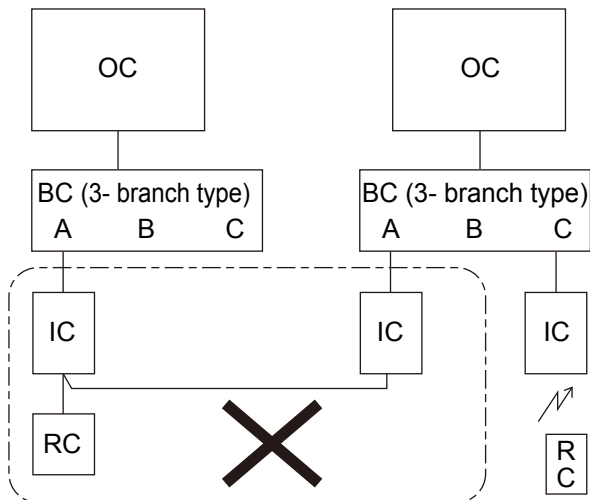 OC OC
BC (3- branch type) BC (3- branch type)
A B C A B C
IC IC IC
RC
R
C